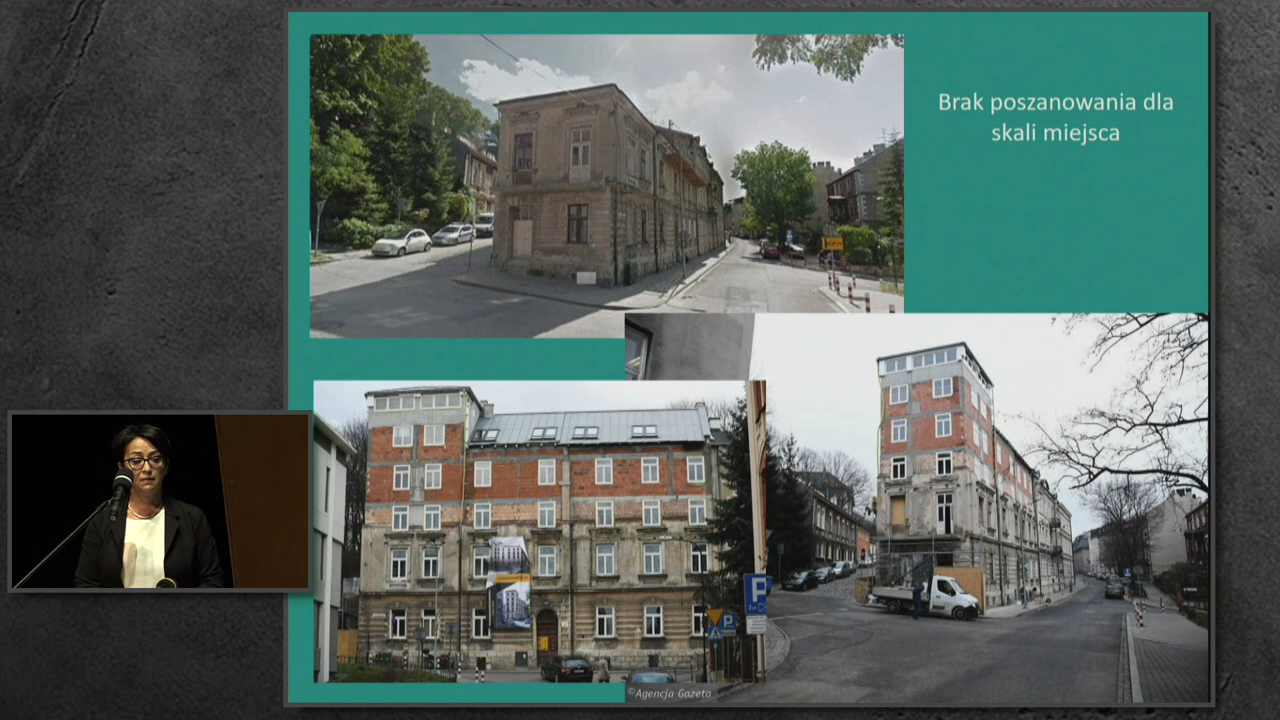 Brak poszanowania dla
skali miejsca
P
P
©Agencja Gazeta